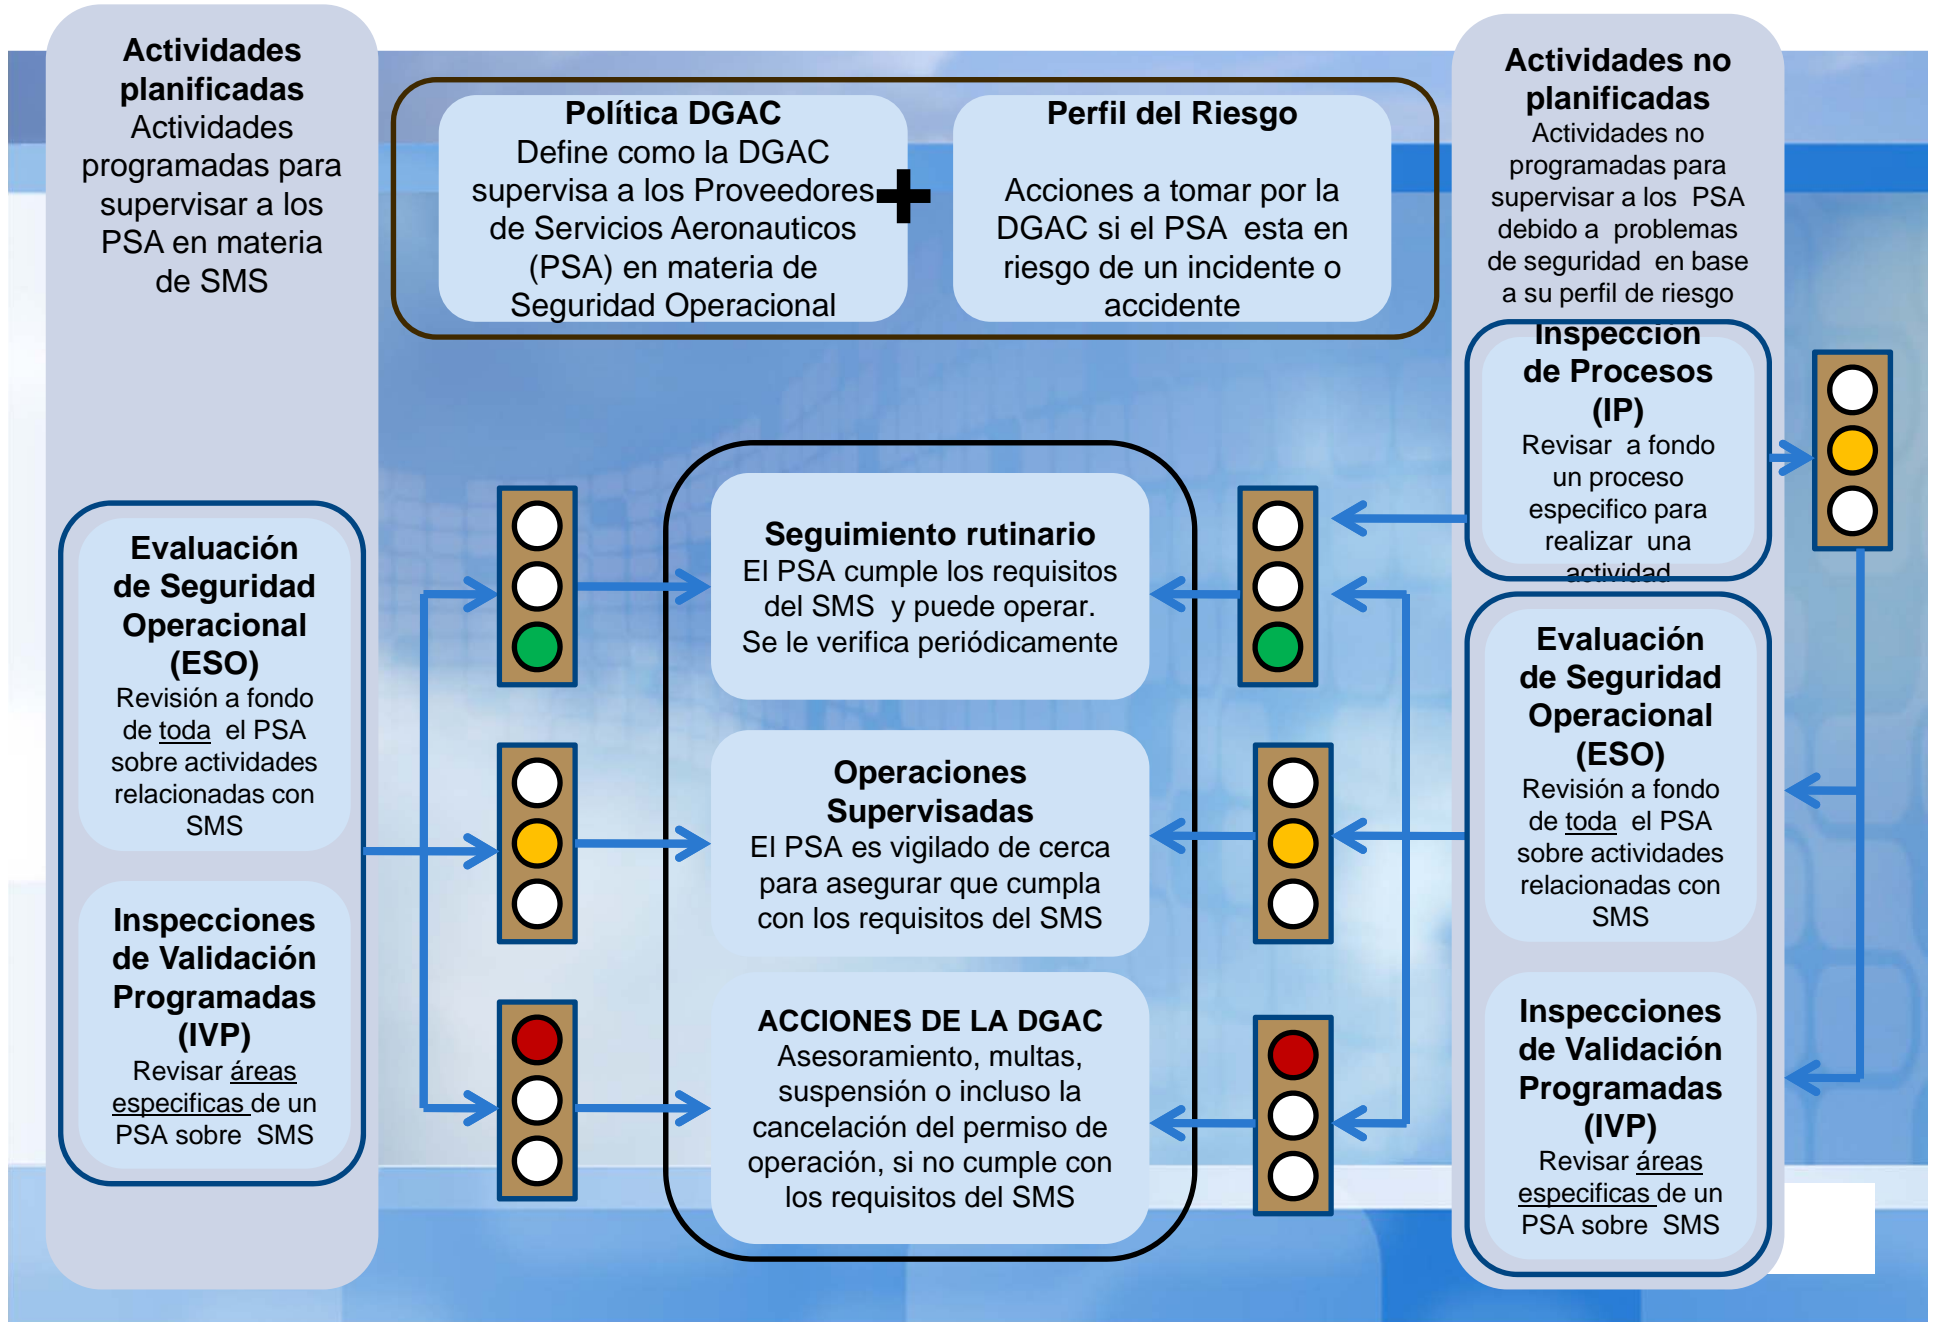 Actividades
planificadas
Actividades
programadas para
supervisar a los
PSA en materia
de SMS
Evaluación
de Seguridad
Operacional
(ESO)
Revisión a fondo
de toda el PSA
sobre actividades
relacionadas con
SMS
Inspecciones
de Validación
Programadas
(IVP)
Revisar áreas
especificas de un
PSA sobre SMS
Política DGAC
Define como la DGAC
supervisa a los Proveedores
de Servicios Aeronauticos
(PSA) en materia de
Seguridad Operacional
+
Perfil del Riesgo
Acciones a tomar por la
DGAC si el PSA esta en
riesgo de un incidente o
accidente
Seguimiento rutinario
El PSA cumple los requisitos
del SMS y puede operar.
Se le verifica periódicamente
Operaciones
Supervisadas
El PSA es vigilado de cerca
para asegurar que cumpla
con los requisitos del SMS
ACCIONES DE LA DGAC
Asesoramiento, multas,
suspensión o incluso la
cancelación del permiso de
operación, si no cumple con
los requisitos del SMS
Actividades no
planificadas
Actividades no
programadas para
supervisar a los PSA
debido a problemas
de seguridad en base
a su perfil de riesgo
Inspección
de Procesos
(IP)
Revisar a fondo
un proceso
especifico para
realizar una
actividad
Evaluación
de Seguridad
Operacional
(ESO)
Revisión a fondo
de toda el PSA
sobre actividades
relacionadas con
SMS
Inspecciones
de Validación
Programadas
(IVP)
Revisar áreas
especificas de un
PSA sobre SMS